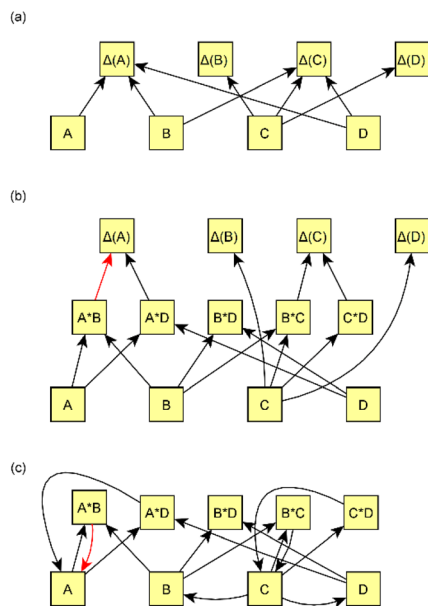 (a)
Δ(A) Δ(B) Δ(C) Δ(D)
A B C D
(b)
Δ(A) Δ(B) Δ(C) Δ(D)
A*B A*D B*D B*C C*D
A B C D
(c)
A*B A*D B*D B*C C*D
A B C D